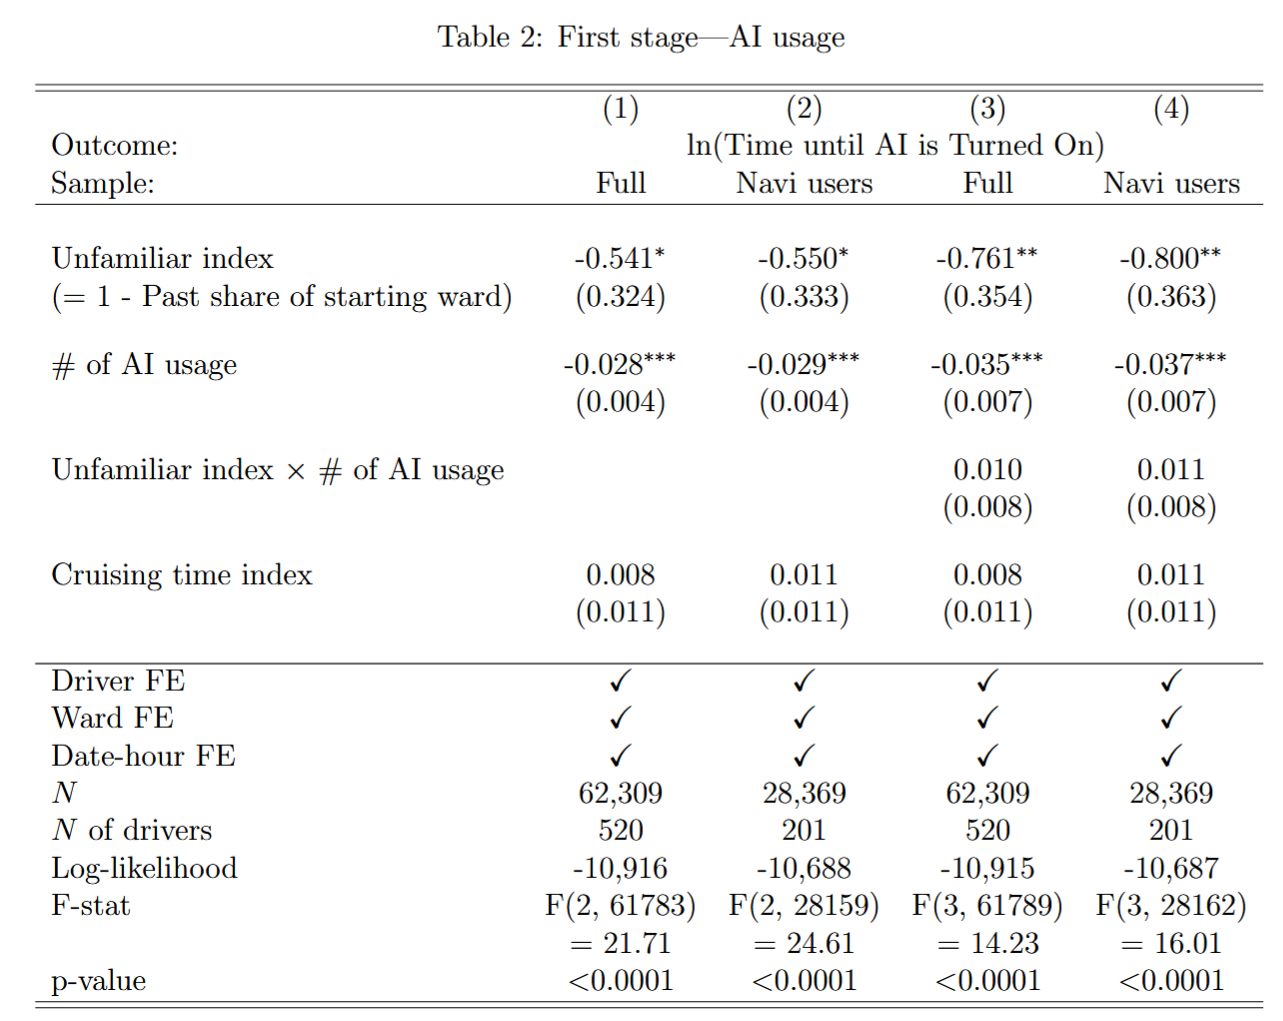 Table 2: First stage—AI usage
(1) (2) (3) (4)
Outcome: ln(Time until AI is Turned On)
Sample: Full Navi users Full Navi users
Unfamiliar index -0.541* -0.550* -0.761** -0.800**
(= 1 - Past share of starting ward) (0.324) (0.333) (0.354) (0.363)
# of AI usage -0.028*** -0.029*** -0.035*** -0.037***
(0.004) (0.004) (0.007) (0.007)
Unfamiliar index × # of AI usage 0.010 0.011
(0.008) (0.008)
Cruising time index 0.008 0.011 0.008 0.011
(0.011) (0.011) (0.011) (0.011)
Driver FE ✓ ✓ ✓ ✓
Ward FE ✓ ✓ ✓ ✓
Date-hour FE ✓ ✓ ✓ ✓
N 62,309 28,369 62,309 28,369
N of drivers 520 201 520 201
Log-likelihood -10,916 -10,688 -10,915 -10,687
F-stat F(2, 61783) F(2, 28159) F(3, 61789) F(3, 28162)
= 21.71 = 24.61 = 14.23 = 16.01
p-value <0.0001 <0.0001 <0.0001 <0.0001